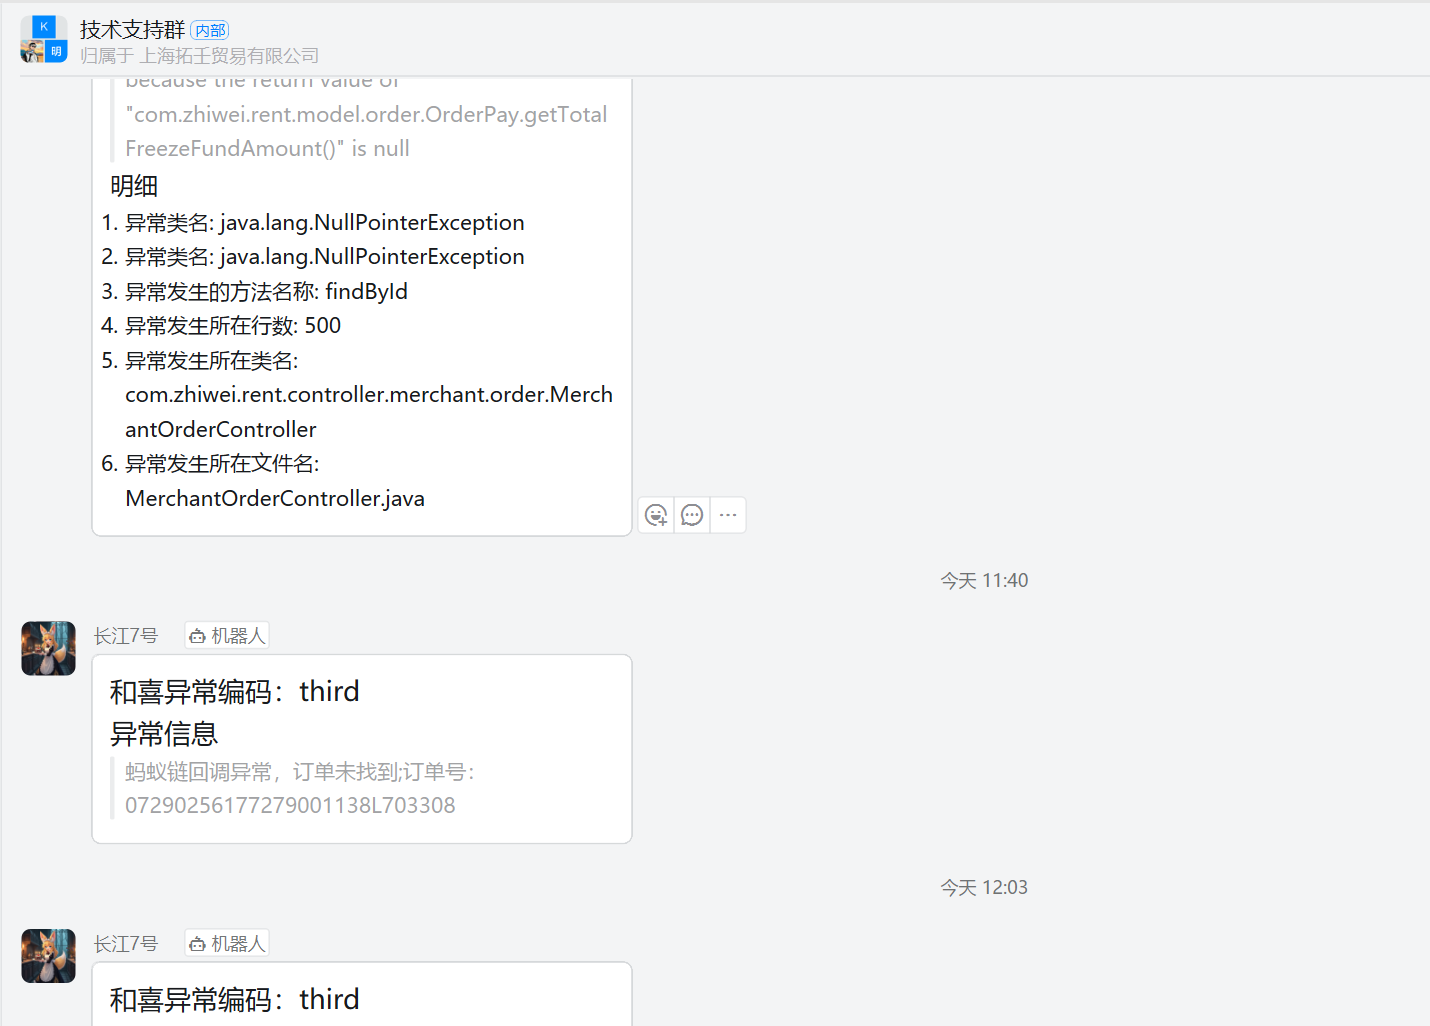 K
明
技术支持群 内部
归属于 上海拓壬贸易有限公司
because the return value of
"com.zhiwei.rent.model.order.OrderPay.getTotal
FreezeFundAmount()" is null
明细
1. 异常类名: java.lang.NullPointerException
2. 异常类名: java.lang.NullPointerException
3. 异常发生的方法名称: findById
4. 异常发生所在行数: 500
5. 异常发生所在类名:
com.zhiwei.rent.controller.merchant.order.Merch
antOrderController
6. 异常发生所在文件名:
MerchantOrderController.java
今天 11:40
长江7号 机器人
和喜异常编码：third
异常信息
蚂蚁链回调异常，订单未找到;订单号：
07290256177279001138L703308
今天 12:03
长江7号 机器人
和喜异常编码：third